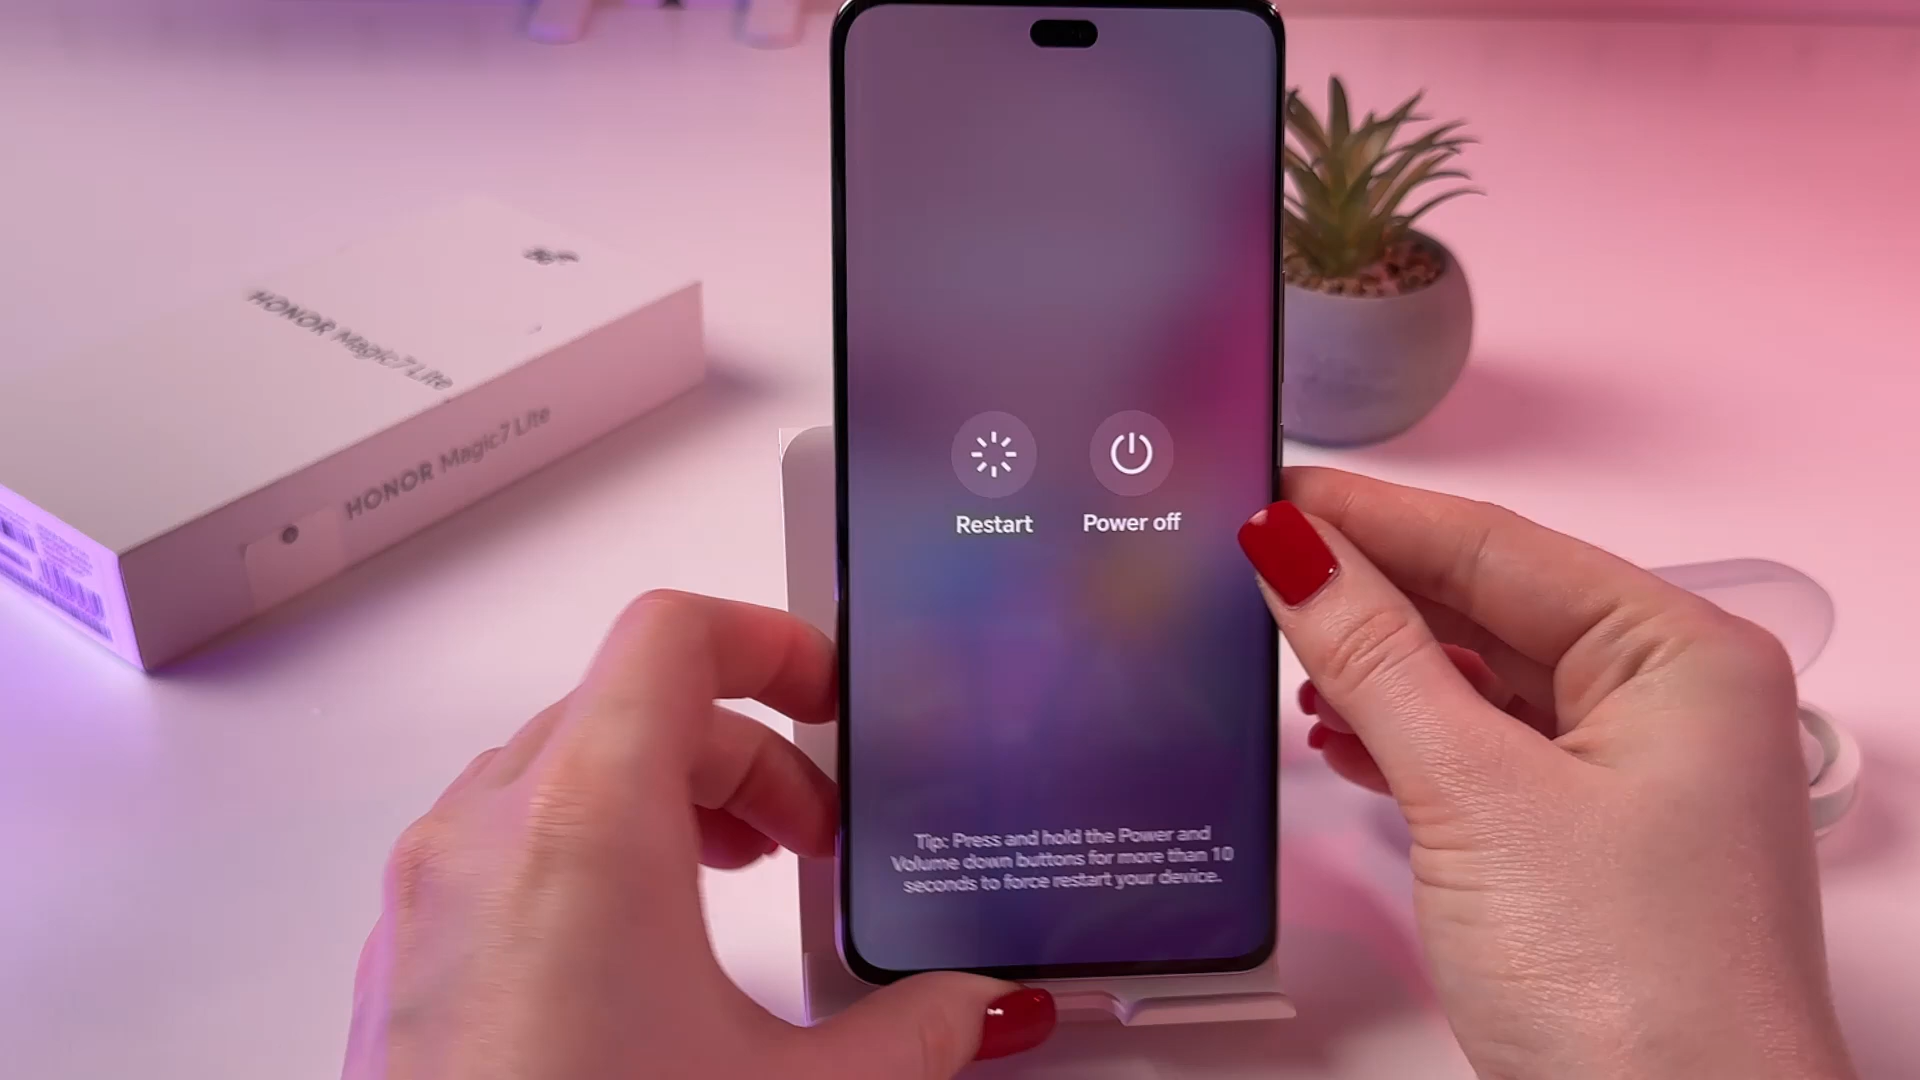 HONOR Magic7 Lite
HONOR Magic7 Lite
Restart
Power off
Tip: Press and hold the Power and
Volume down buttons for more than 10
seconds to force restart your device.